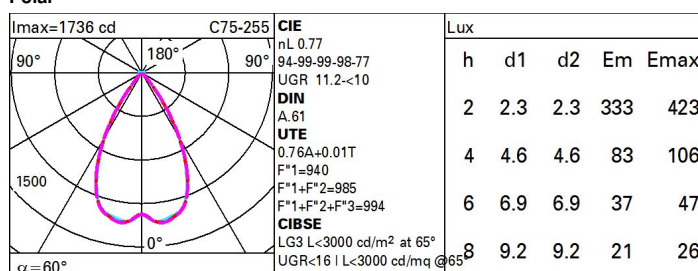 Imax=1736 cd C75-255
90° 180° 90°
1500
0°
α=60°
CIE
nL 0.77
94-99-99-98-77
UGR 11.2-<10
DIN
A.61
UTE
0.76A+0.01T
F"1=940
F"1+F"2=985
F"1+F"2+F"3=994
CIBSE
LG3 L<3000 cd/m² at 65°
UGR<16 | L<3000 cd/mq @65°
Lux
h d1 d2 Em Emax
2 2.3 2.3 333 423
4 4.6 4.6 83 106
6 6.9 6.9 37 47
8 9.2 9.2 21 26